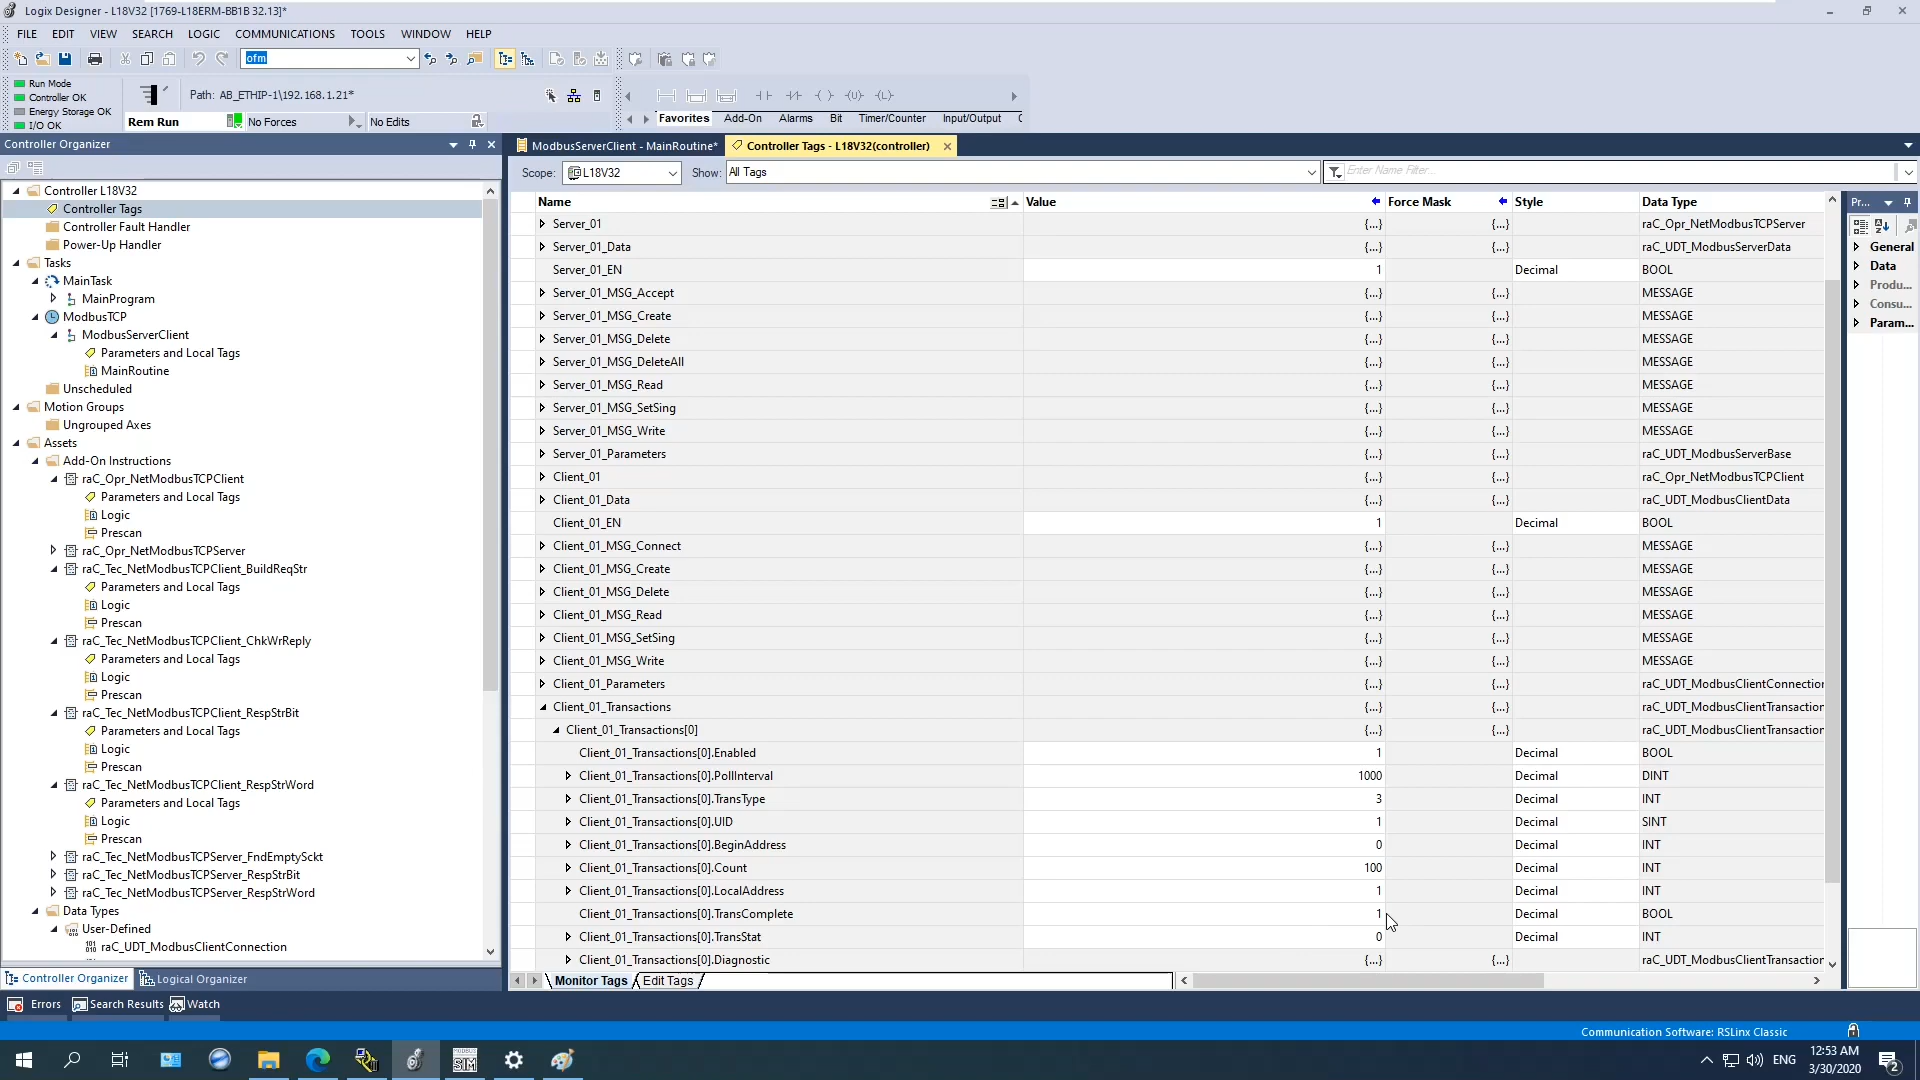 Logix Designer - L18V32 [1769-L18ERM-BB1B 32.13]*
FILE EDIT VIEW SEARCH LOGIC COMMUNICATIONS TOOLS WINDOW HELP
ofm
Run Mode
Controller OK
Energy Storage OK
I/O OK
Path: AB_ETHIP-1\192.168.1.21*
Rem Run
No Forces
No Edits
Favorites Add-On Alarms Bit Timer/Counter Input/Output
Controller Organizer
Controller L18V32
Controller Tags
Controller Fault Handler
Power-Up Handler
Tasks
MainTask
MainProgram
ModbusTCP
ModbusServerClient
Parameters and Local Tags
MainRoutine
Unscheduled
Motion Groups
Ungrouped Axes
Assets
Add-On Instructions
raC_Opr_NetModbusTCPClient
Parameters and Local Tags
Logic
Prescan
raC_Opr_NetModbusTCPServer
raC_Tec_NetModbusTCPClient_BuildReqStr
Parameters and Local Tags
Logic
Prescan
raC_Tec_NetModbusTCPClient_ChkWrReply
Parameters and Local Tags
Logic
Prescan
raC_Tec_NetModbusTCPClient_RespStrBit
Parameters and Local Tags
Logic
Prescan
raC_Tec_NetModbusTCPClient_RespStrWord
Parameters and Local Tags
Logic
Prescan
raC_Tec_NetModbusTCPServer_FndEmptySckt
raC_Tec_NetModbusTCPServer_RespStrBit
raC_Tec_NetModbusTCPServer_RespStrWord
Data Types
User-Defined
raC_UDT_ModbusClientConnection
Controller Organizer Logical Organizer
ModbusServerClient - MainRoutine*
Controller Tags - L18V32(controller)
Scope: L18V32 Show: All Tags Enter Name Filter...
Name Value Force Mask Style Data Type
Server_01 {...} {...} raC_Opr_NetModbusTCPServer
Server_01_Data {...} {...} raC_UDT_ModbusServerData
Server_01_EN 1 Decimal BOOL
Server_01_MSG_Accept {...} {...} MESSAGE
Server_01_MSG_Create {...} {...} MESSAGE
Server_01_MSG_Delete {...} {...} MESSAGE
Server_01_MSG_DeleteAll {...} {...} MESSAGE
Server_01_MSG_Read {...} {...} MESSAGE
Server_01_MSG_SetSing {...} {...} MESSAGE
Server_01_MSG_Write {...} {...} MESSAGE
Server_01_Parameters {...} {...} raC_UDT_ModbusServerBase
Client_01 {...} {...} raC_Opr_NetModbusTCPClient
Client_01_Data {...} {...} raC_UDT_ModbusClientData
Client_01_EN 1 Decimal BOOL
Client_01_MSG_Connect {...} {...} MESSAGE
Client_01_MSG_Create {...} {...} MESSAGE
Client_01_MSG_Delete {...} {...} MESSAGE
Client_01_MSG_Read {...} {...} MESSAGE
Client_01_MSG_SetSing {...} {...} MESSAGE
Client_01_MSG_Write {...} {...} MESSAGE
Client_01_Parameters {...} {...} raC_UDT_ModbusClientConnection
Client_01_Transactions {...} {...} raC_UDT_ModbusClientTransaction
Client_01_Transactions[0] {...} {...} raC_UDT_ModbusClientTransaction
Client_01_Transactions[0].Enabled 1 Decimal BOOL
Client_01_Transactions[0].PollInterval 1000 Decimal DINT
Client_01_Transactions[0].TransType 3 Decimal INT
Client_01_Transactions[0].UID 1 Decimal SINT
Client_01_Transactions[0].BeginAddress 0 Decimal INT
Client_01_Transactions[0].Count 100 Decimal INT
Client_01_Transactions[0].LocalAddress 1 Decimal INT
Client_01_Transactions[0].TransComplete 1 Decimal BOOL
Client_01_Transactions[0].TransStat 0 Decimal INT
Client_01_Transactions[0].Diagnostic {...} {...} raC_UDT_ModbusClientTransaction
Monitor Tags Edit Tags
Pr...
General
Data
Produ...
Consu...
Param...
Errors Search Results Watch
Communication Software: RSLinx Classic
MODBUS
SIM
ENG
12:53 AM
3/30/2020
2